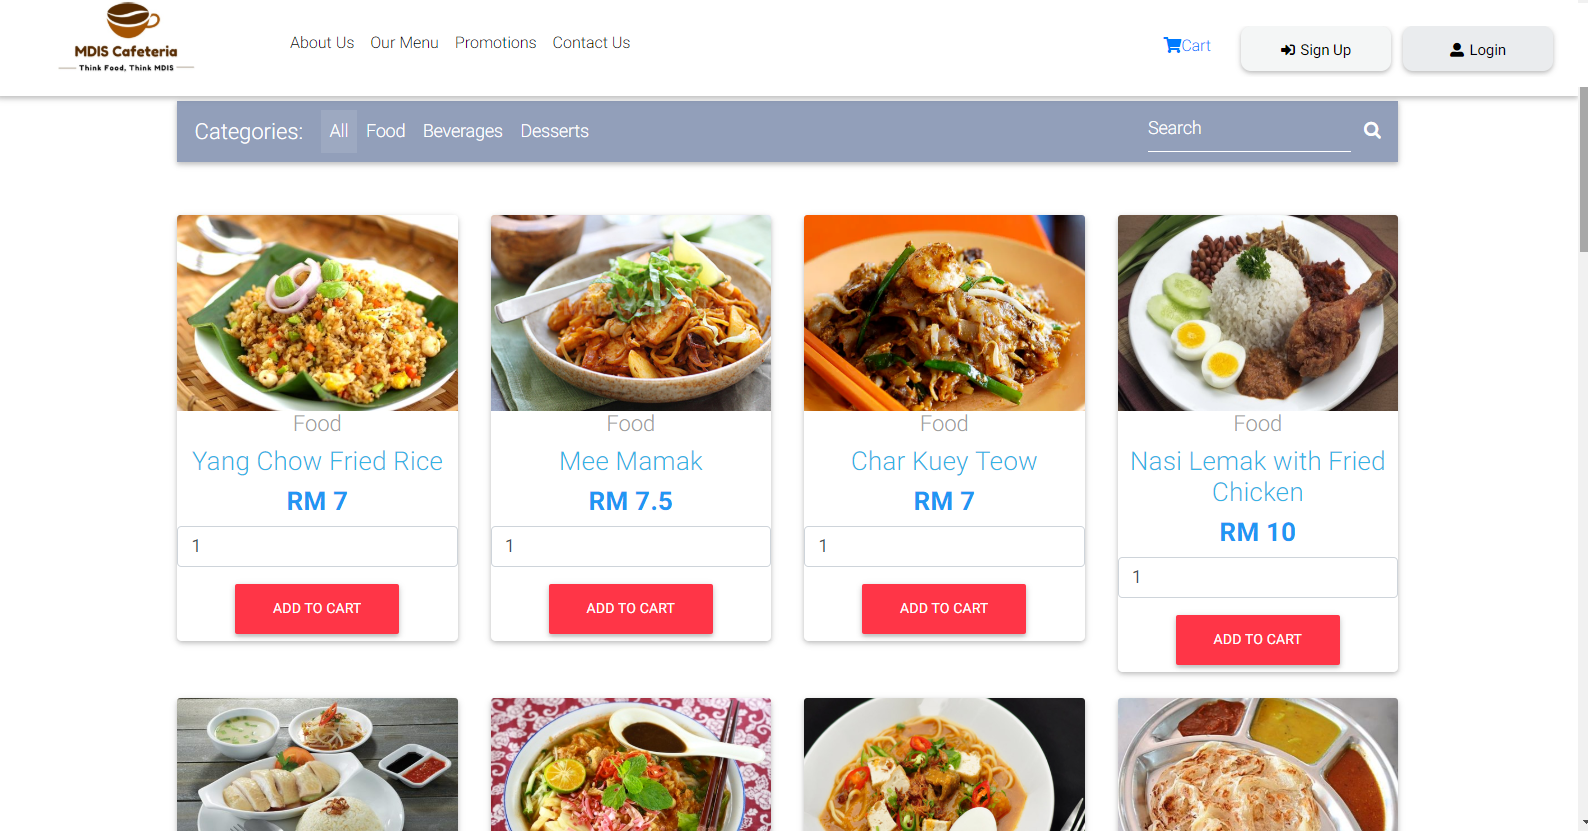 MDIS Cafeteria
Think Food, Think MDIS
About Us Our Menu Promotions Contact Us
Cart Sign Up Login
Categories: All Food Beverages Desserts Search
Food
Yang Chow Fried Rice
RM 7
1
ADD TO CART
Food
Mee Mamak
RM 7.5
1
ADD TO CART
Food
Char Kuey Teow
RM 7
1
ADD TO CART
Food
Nasi Lemak with Fried
Chicken
RM 10
1
ADD TO CART